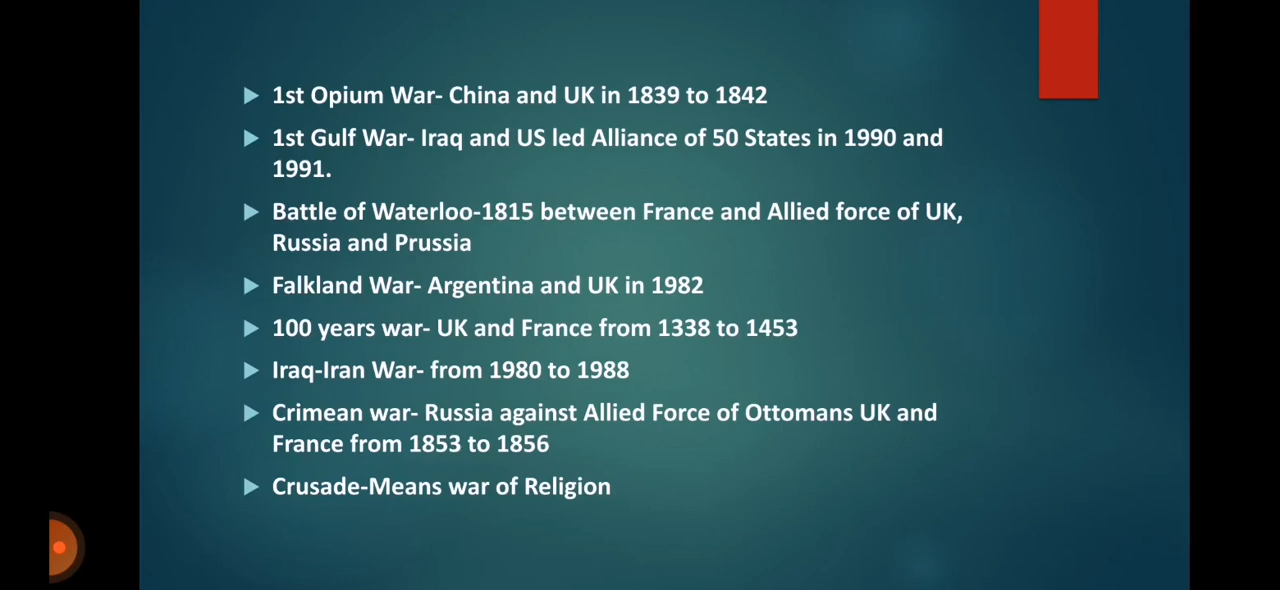 1st Opium War- China and UK in 1839 to 1842
1st Gulf War- Iraq and US led Alliance of 50 States in 1990 and
1991.
Battle of Waterloo-1815 between France and Allied force of UK,
Russia and Prussia
Falkland War- Argentina and UK in 1982
100 years war- UK and France from 1338 to 1453
Iraq-Iran War- from 1980 to 1988
Crimean war- Russia against Allied Force of Ottomans UK and
France from 1853 to 1856
Crusade-Means war of Religion